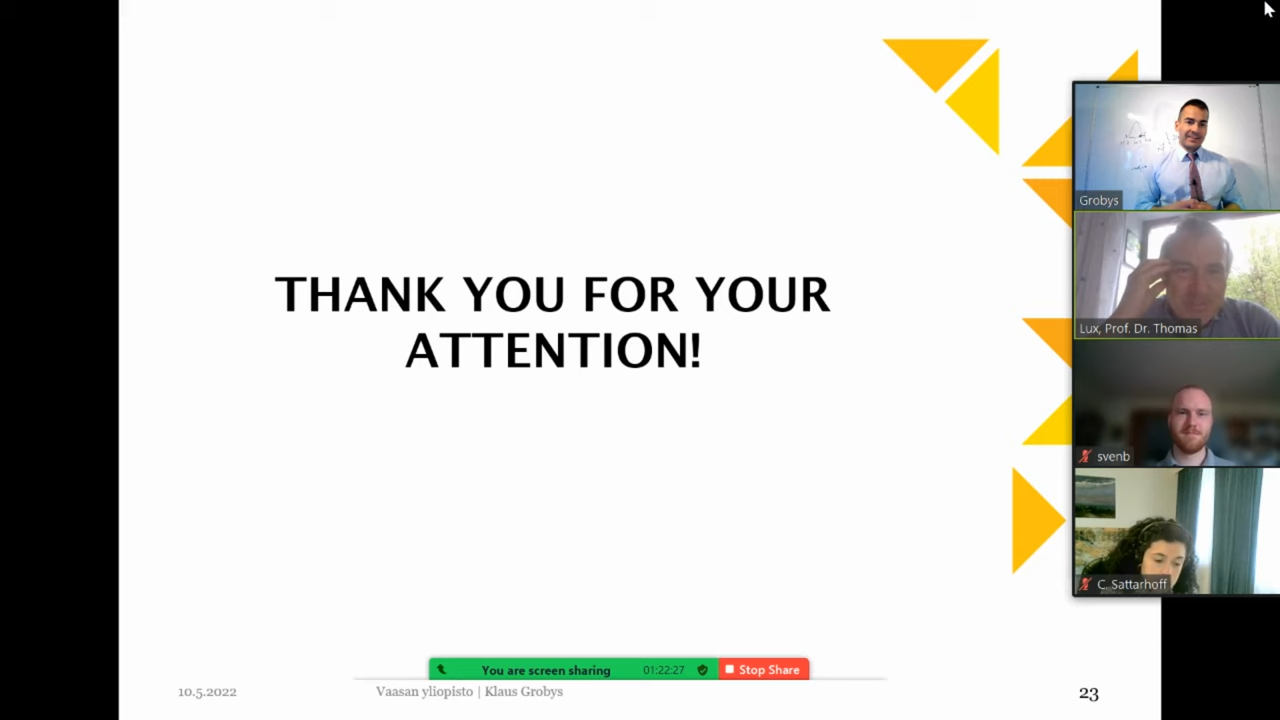 THANK YOU FOR YOUR
ATTENTION!
Grobys
Lux, Prof. Dr. Thomas
svenb
C. Sattarhoff
You are screen sharing 01:22:27 Stop Share
10.5.2022 Vaasan yliopisto | Klaus Grobys 23